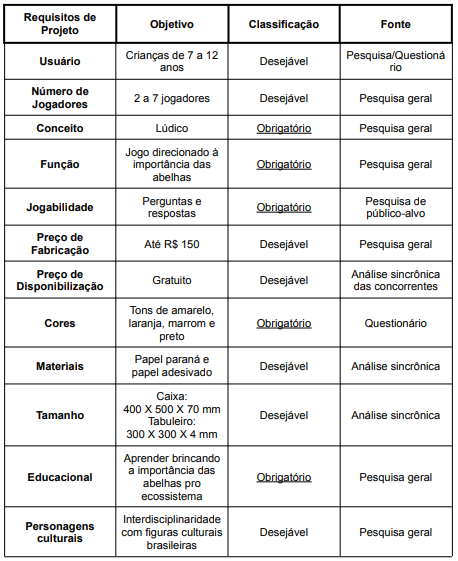 Requisitos de Projeto Objetivo Classificação Fonte
Usuário Crianças de 7 a 12 anos Desejável Pesquisa/Questionário
Número de Jogadores 2 a 7 jogadores Desejável Pesquisa geral
Conceito Lúdico Obrigatório Pesquisa geral
Função Jogo direcionado à importância das abelhas Obrigatório Pesquisa geral
Jogabilidade Perguntas e respostas Obrigatório Pesquisa de público-alvo
Preço de Fabricação Até R$ 150 Desejável Pesquisa geral
Preço de Disponibilização Gratuito Desejável Análise sincrônica das concorrentes
Cores Tons de amarelo, laranja, marrom e preto Obrigatório Questionário
Materiais Papel paraná e papel adesivado Desejável Análise sincrônica
Tamanho Caixa: 400 X 500 X 70 mm Tabuleiro: 300 X 300 X 4 mm Desejável Análise sincrônica
Educacional Aprender brincando a importância das abelhas pro ecossistema Obrigatório Pesquisa geral
Personagens culturais Interdisciplinaridade com figuras culturais brasileiras Desejável Pesquisa geral